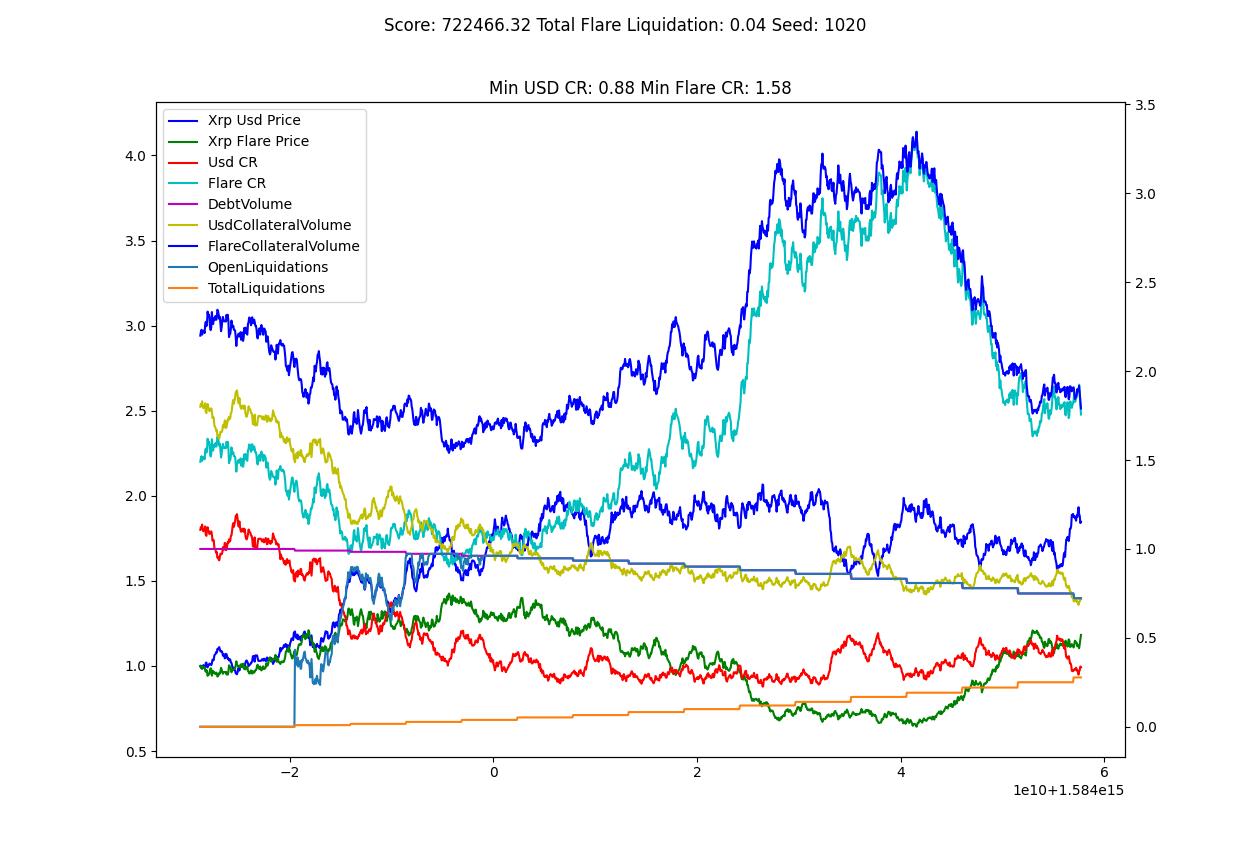 Score: 722466.32 Total Flare Liquidation: 0.04 Seed: 1020
Min USD CR: 0.88 Min Flare CR: 1.58
Xrp Usd Price
Xrp Flare Price
Usd CR
Flare CR
DebtVolume
UsdCollateralVolume
FlareCollateralVolume
OpenLiquidations
TotalLiquidations
4.0
3.5
3.0
2.5
2.0
1.5
1.0
0.5
3.5
3.0
2.5
2.0
1.5
1.0
0.5
0.0
−2 0 2 4 6
1e10+1.584e15